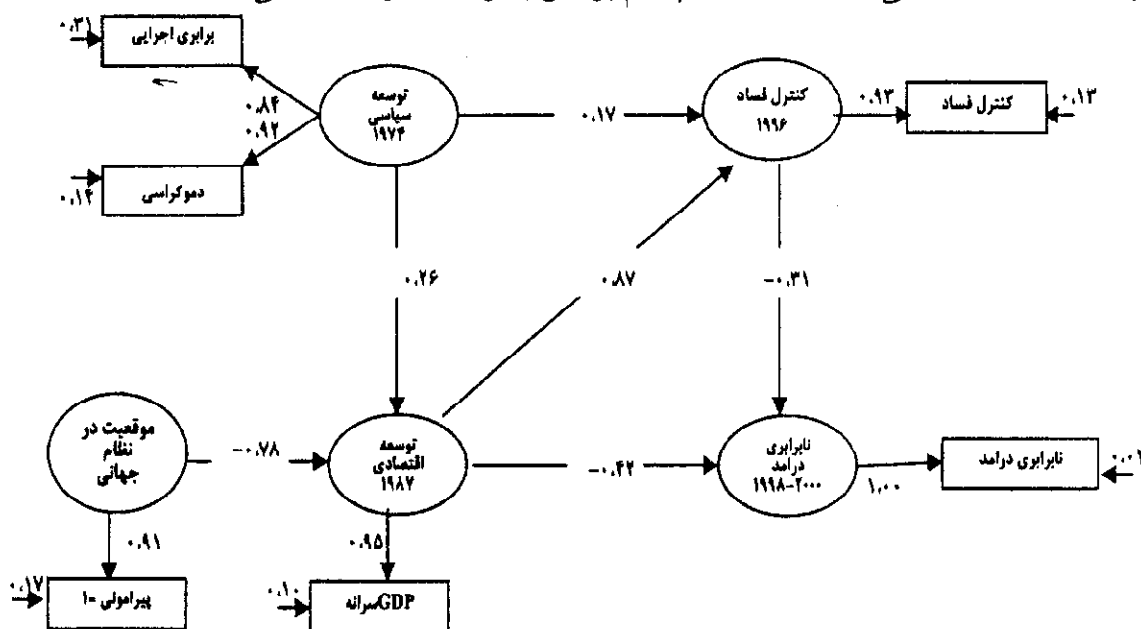 ۰.۳۱
برابری اجرایی
۰.۸۴
۰.۹۲
دموکراسی
۰.۱۴
توسعه
سیاسی
۱۹۷۴
۰.۱۷
کنترل فساد
۱۹۹۶
۰.۹۳
کنترل فساد
۰.۱۳
۰.۲۶
۰.۸۷
-۰.۳۱
موقعیت در
نظام
جهانی
-۰.۷۸
توسعه
اقتصادی
۱۹۸۷
-۰.۴۲
نابرابری
درامد
۱۹۹۸-۲۰۰۰
۱.۰۰
نابرابری درامد
۰.۹۱
۰.۹۵
۰.۱۷
پیرامونی =۱
۰.۱۰
GDPسرانه